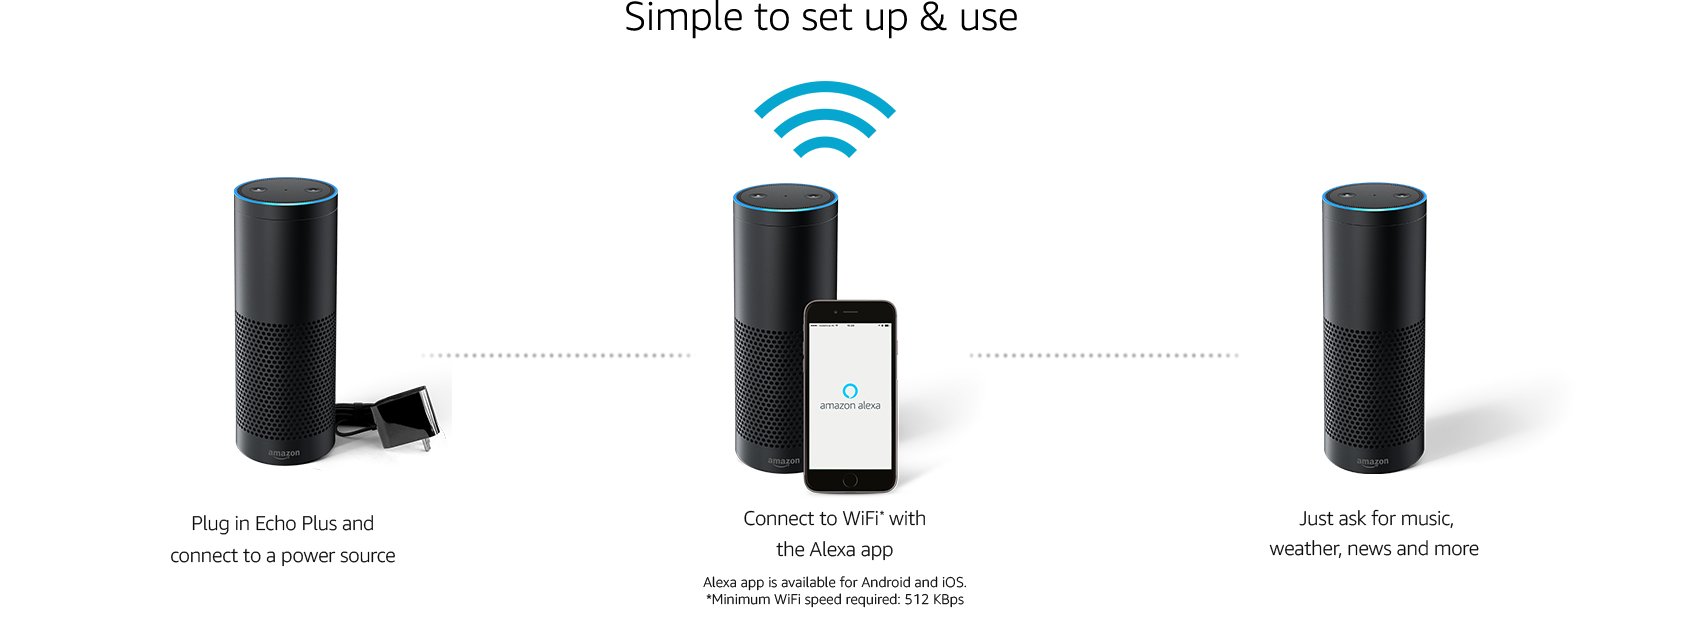 Simple to set up & use
amazon
amazon alexa
amazon
amazon
Plug in Echo Plus and
connect to a power source
Connect to WiFi* with
the Alexa app
Alexa app is available for Android and iOS.
*Minimum WiFi speed required: 512 KBps
Just ask for music,
weather, news and more